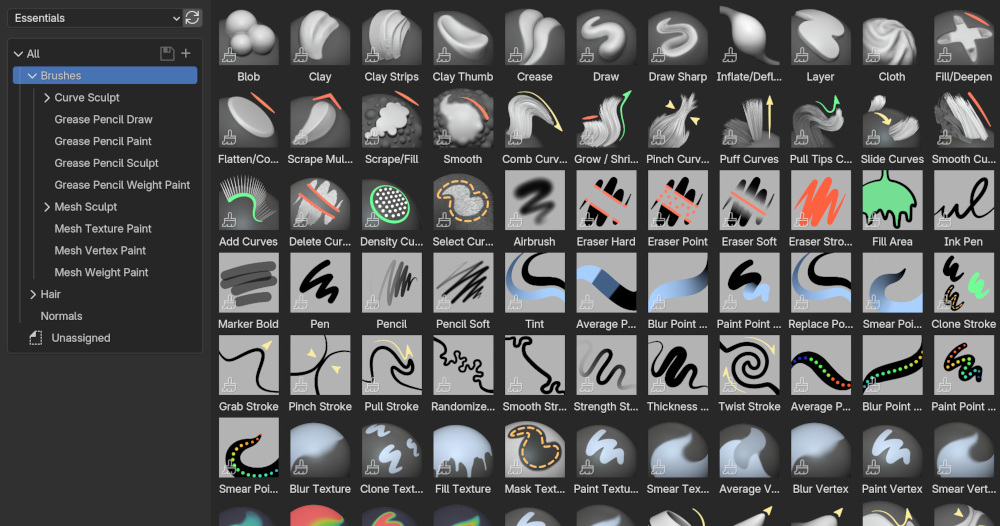 Essentials
All
Brushes
Curve Sculpt
Grease Pencil Draw
Grease Pencil Paint
Grease Pencil Sculpt
Grease Pencil Weight Paint
Mesh Sculpt
Mesh Texture Paint
Mesh Vertex Paint
Mesh Weight Paint
Hair
Normals
Unassigned
Blob Clay Clay Strips Clay Thumb Crease Draw Draw Sharp Inflate/Defl... Layer Cloth Fill/Deepen
Flatten/Co... Scrape Mul... Scrape/Fill Smooth Comb Curv... Grow / Shri... Pinch Curv... Puff Curves Pull Tips C... Slide Curves Smooth Cu...
Add Curves Delete Cur... Density Cu... Select Cur... Airbrush Eraser Hard Eraser Point Eraser Soft Eraser Stro... Fill Area Ink Pen
Marker Bold Pen Pencil Pencil Soft Tint Average P... Blur Point ... Paint Point ... Replace Po... Smear Poi... Clone Stroke
Grab Stroke Pinch Stroke Pull Stroke Randomize... Smooth Str... Strength St... Thickness ... Twist Stroke Average P... Blur Point ... Paint Point ...
Smear Poi... Blur Texture Clone Text... Fill Texture Mask Text... Paint Textu... Smear Tex... Average V... Blur Vertex Paint Vertex Smear Vert...